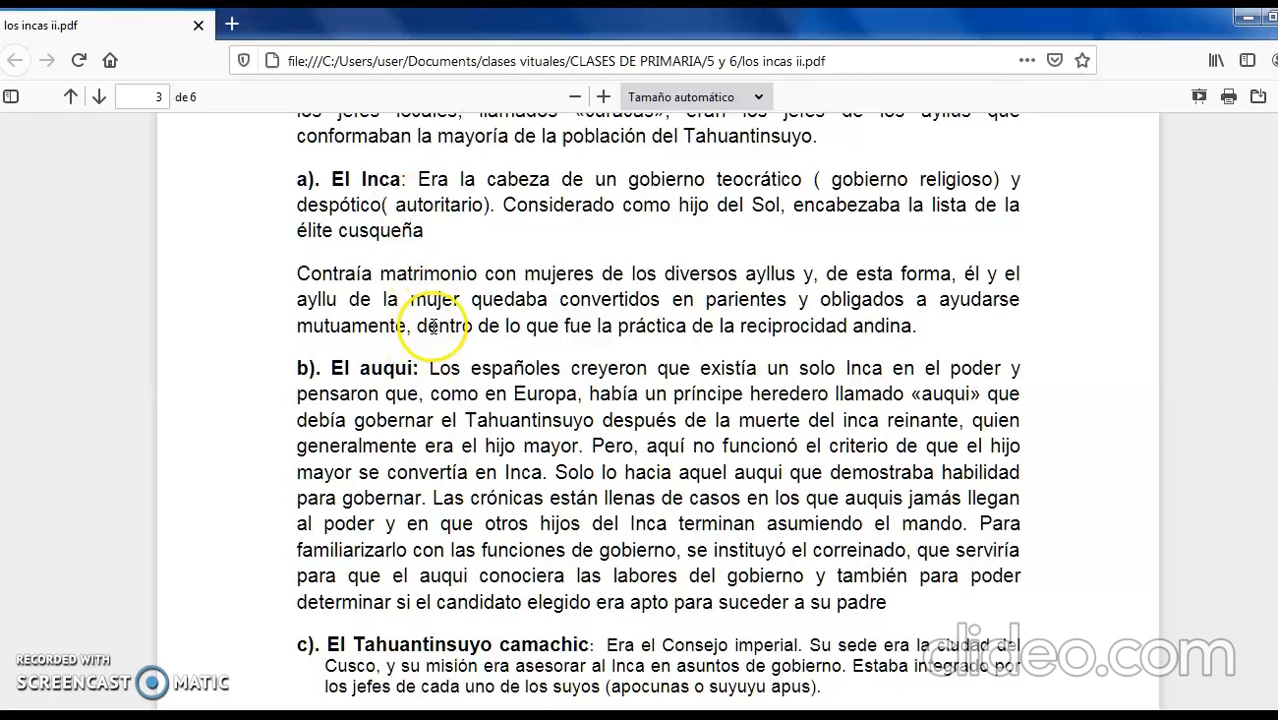 los incas ii.pdf
file:///C:/Users/user/Documents/clases vituales/CLASES DE PRIMARIA/5 y 6/los incas ii.pdf
3 de 6
Tamaño automático
los jefes locales, llamados «curacas», eran los jefes de los ayllus que
conformaban la mayoría de la población del Tahuantinsuyo.
a). El Inca: Era la cabeza de un gobierno teocrático ( gobierno religioso) y
despótico( autoritario). Considerado como hijo del Sol, encabezaba la lista de la
élite cusqueña
Contraía matrimonio con mujeres de los diversos ayllus y, de esta forma, él y el
ayllu de la mujer quedaba convertidos en parientes y obligados a ayudarse
mutuamente, dentro de lo que fue la práctica de la reciprocidad andina.
b). El auqui: Los españoles creyeron que existía un solo Inca en el poder y
pensaron que, como en Europa, había un príncipe heredero llamado «auqui» que
debía gobernar el Tahuantinsuyo después de la muerte del inca reinante, quien
generalmente era el hijo mayor. Pero, aquí no funcionó el criterio de que el hijo
mayor se convertía en Inca. Solo lo hacia aquel auqui que demostraba habilidad
para gobernar. Las crónicas están llenas de casos en los que auquis jamás llegan
al poder y en que otros hijos del Inca terminan asumiendo el mando. Para
familiarizarlo con las funciones de gobierno, se instituyó el correinado, que serviría
para que el auqui conociera las labores del gobierno y también para poder
determinar si el candidato elegido era apto para suceder a su padre
c). El Tahuantinsuyo camachic: Era el Consejo imperial. Su sede era la ciudad del
Cusco, y su misión era asesorar al Inca en asuntos de gobierno. Estaba integrado por
los jefes de cada uno de los suyos (apocunas o suyuyu apus).
clideo.com
RECORDED WITH
SCREENCAST MATIC